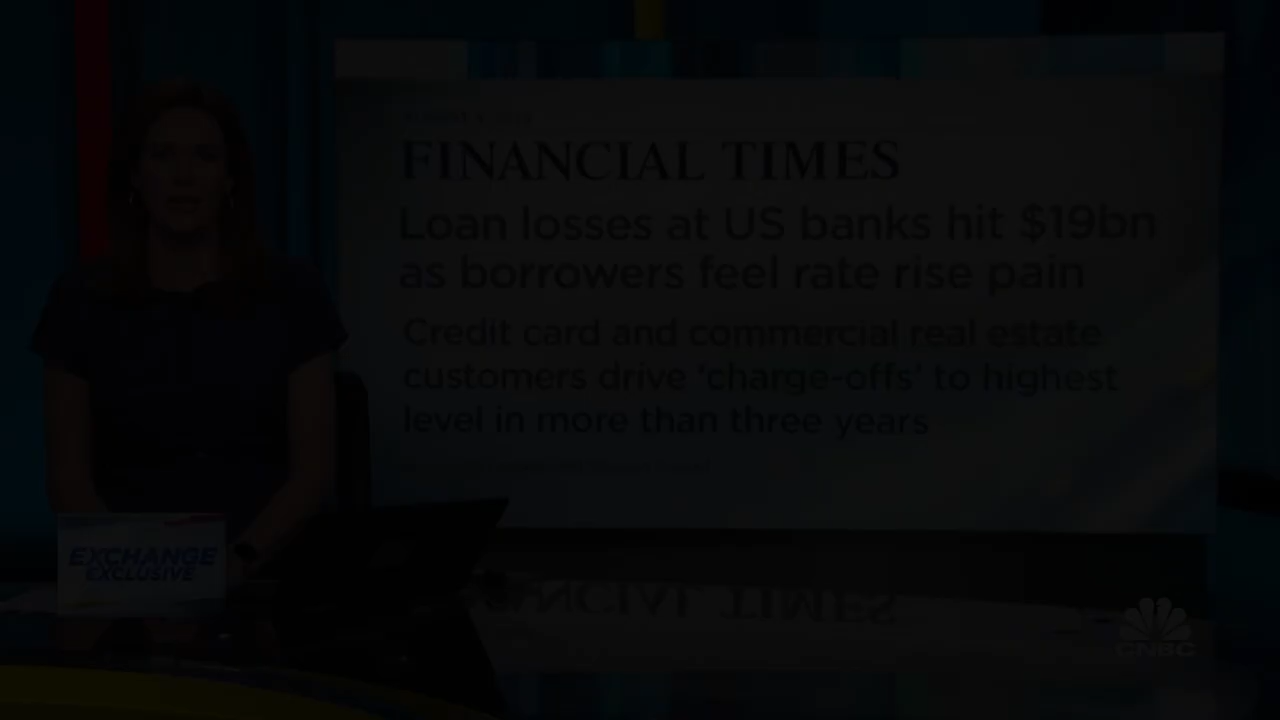 FINANCIAL TIMES
Loan losses at US banks hit $19bn
as borrowers feel rate rise pain
Credit card and commercial real estate
customers drive 'charge-offs' to highest
level in more than three years
EXCHANGE
EXCLUSIVE
CNBC